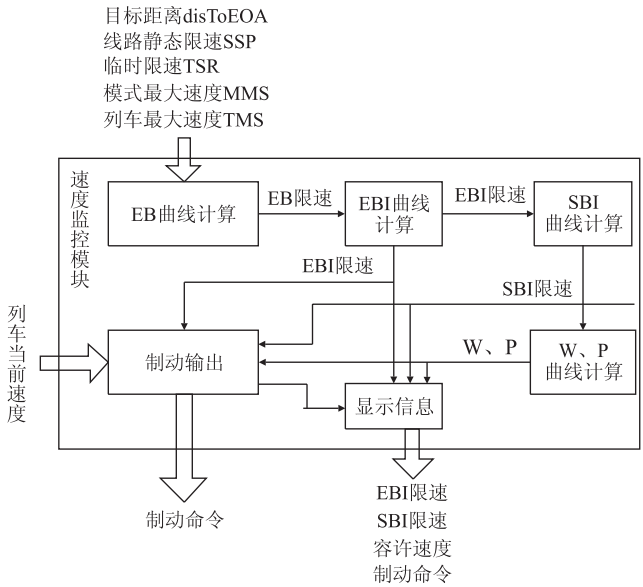 目标距离disToEOA
线路静态限速SSP
临时限速TSR
模式最大速度MMS
列车最大速度TMS
速度监控模块
EB曲线计算
EB限速
EBI曲线
计算
EBI限速
SBI
曲线计算
EBI限速
SBI限速
列车当前速度
制动输出
W、P
W、P
曲线计算
显示信息
制动命令
EBI限速
SBI限速
容许速度
制动命令